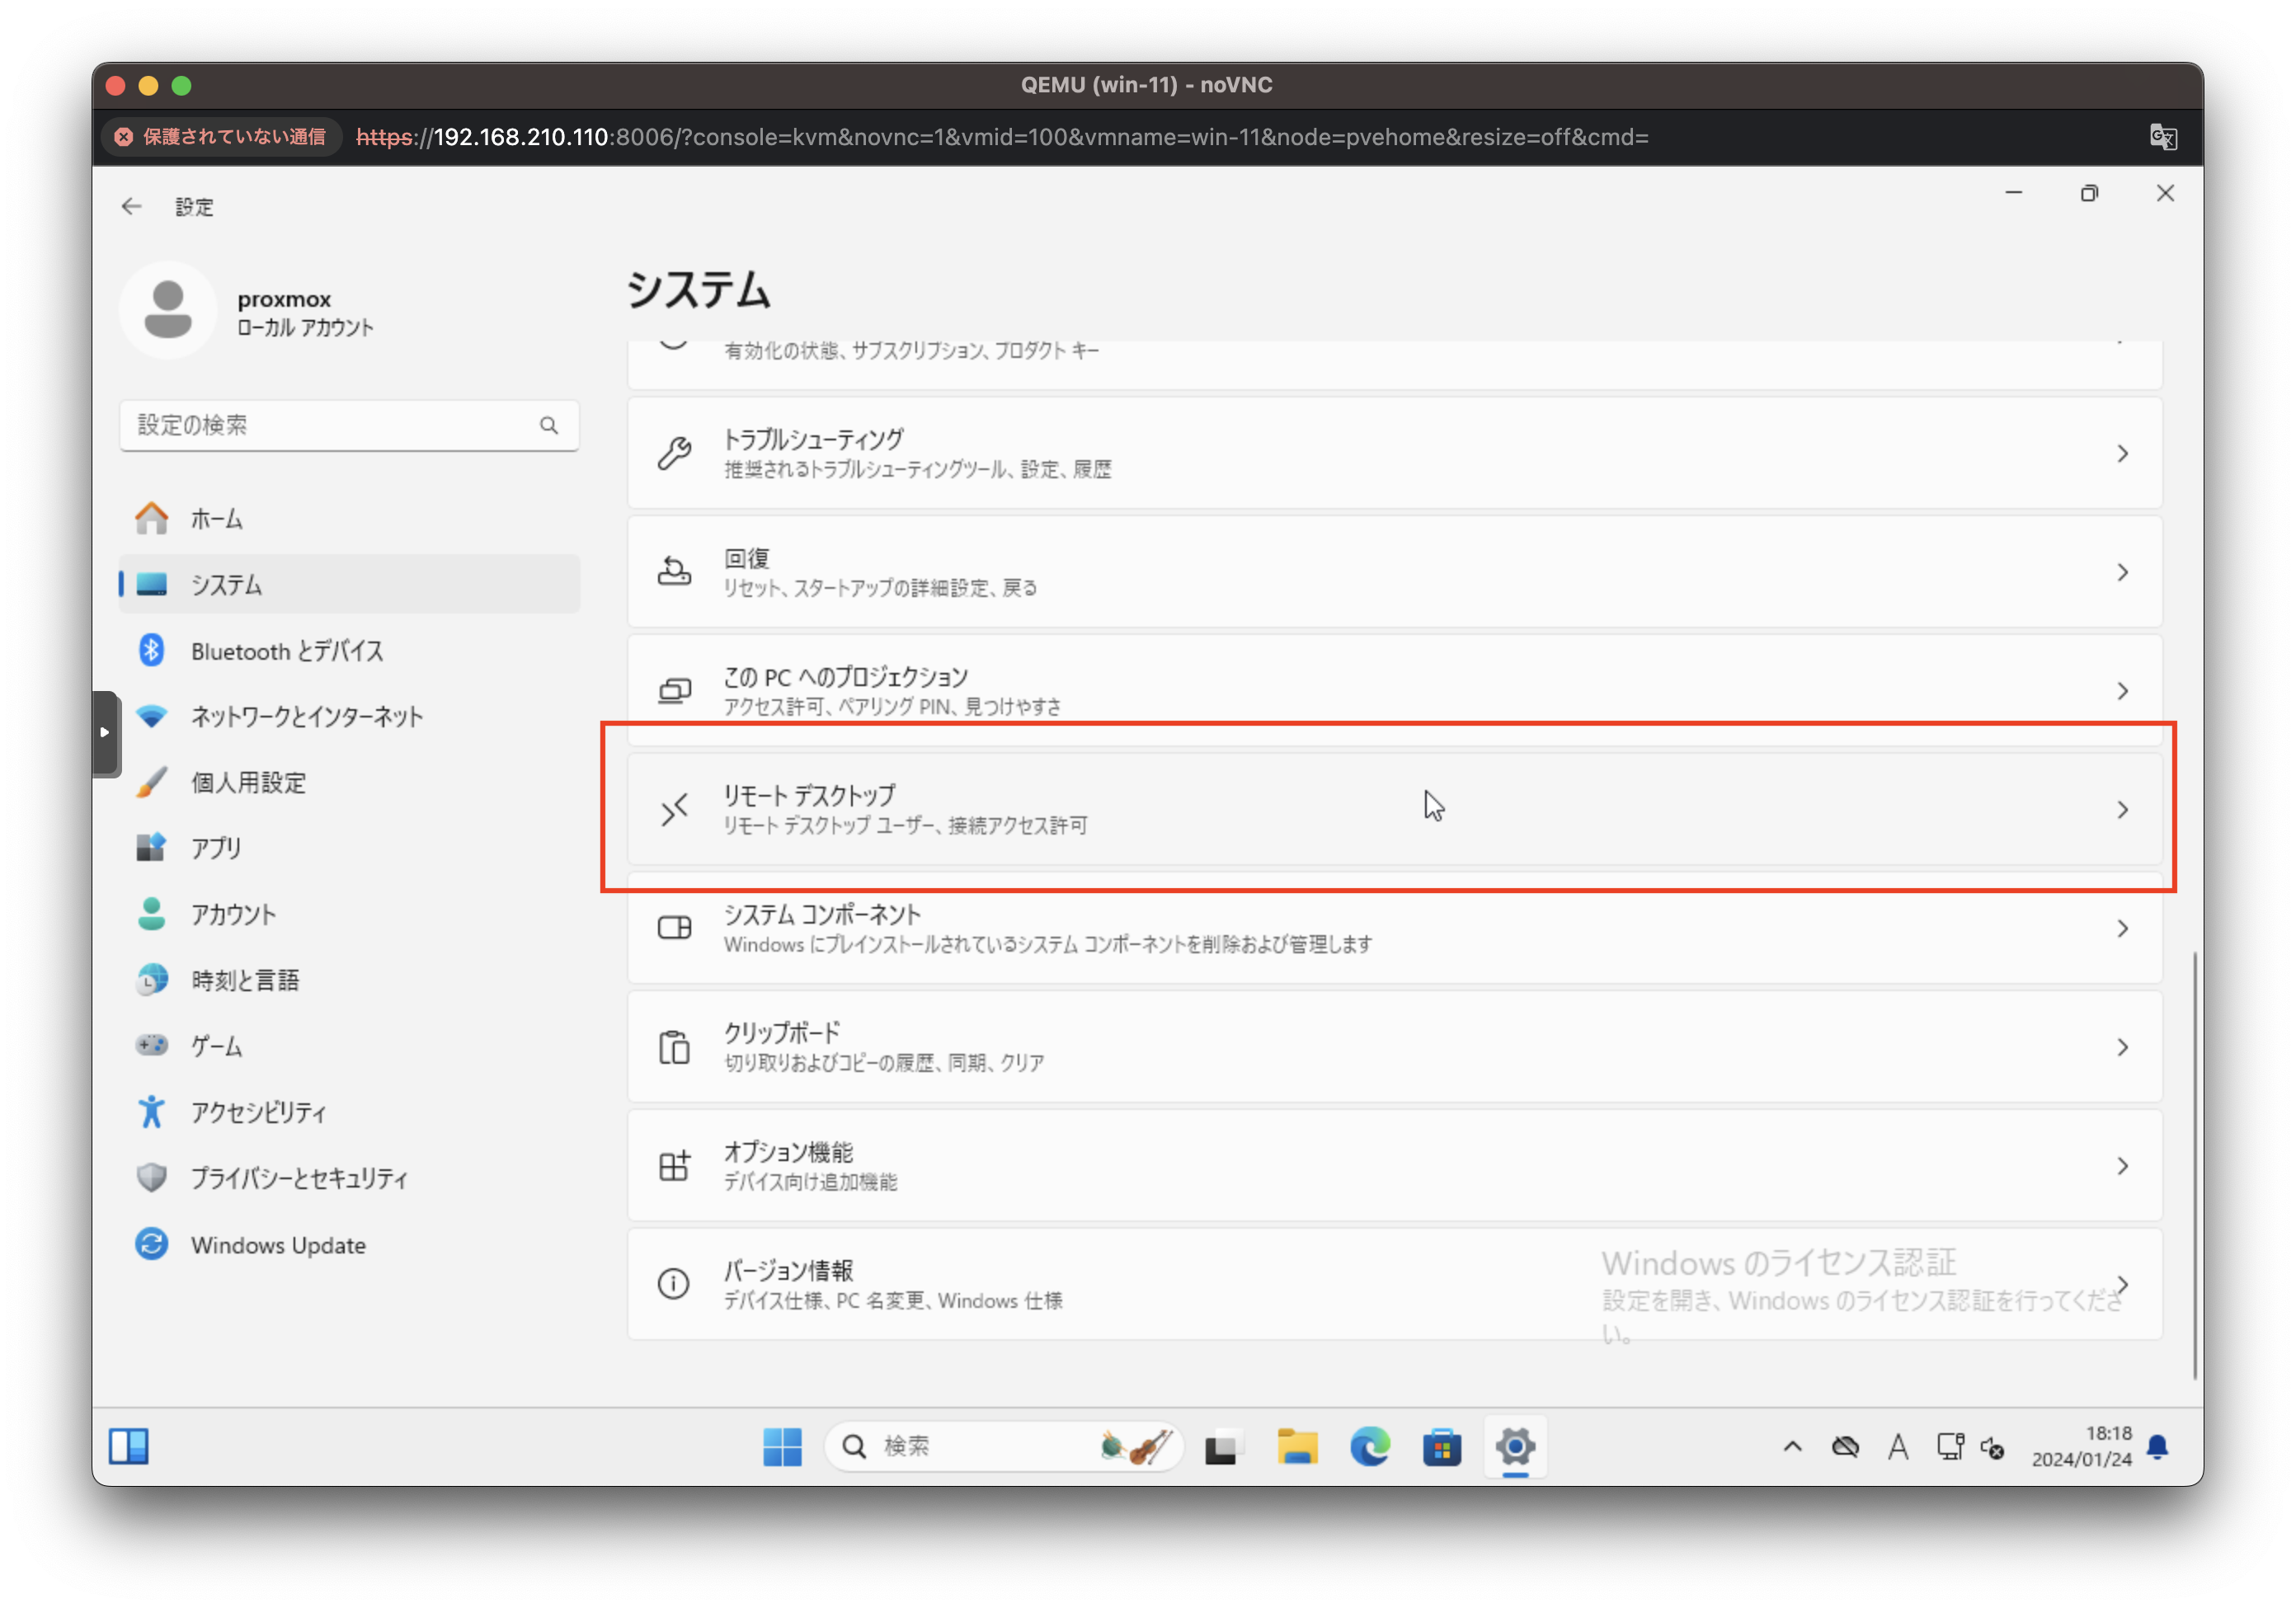 QEMU (win-11) - noVNC
保護されていない通信
https://192.168.210.110:8006/?console=kvm&novnc=1&vmid=100&vmname=win-11&node=pvehome&resize=off&cmd=
設定
proxmox
ローカル アカウント
設定の検索
ホーム
システム
Bluetooth とデバイス
ネットワークとインターネット
個人用設定
アプリ
アカウント
時刻と言語
ゲーム
アクセシビリティ
プライバシーとセキュリティ
Windows Update
システム
有効化の状態、サブスクリプション、プロダクト キー
トラブルシューティング
推奨されるトラブルシューティングツール、設定、履歴
回復
リセット、スタートアップの詳細設定、戻る
この PC へのプロジェクション
アクセス許可、ペアリング PIN、見つけやすさ
リモート デスクトップ
リモート デスクトップ ユーザー、接続アクセス許可
システム コンポーネント
Windows にプレインストールされているシステム コンポーネントを削除および管理します
クリップボード
切り取りおよびコピーの履歴、同期、クリア
オプション機能
デバイス向け追加機能
バージョン情報
デバイス仕様、PC 名変更、Windows 仕様
Windows のライセンス認証
設定を開き、Windows のライセンス認証を行ってくださ
い。
検索
A
18:18
2024/01/24